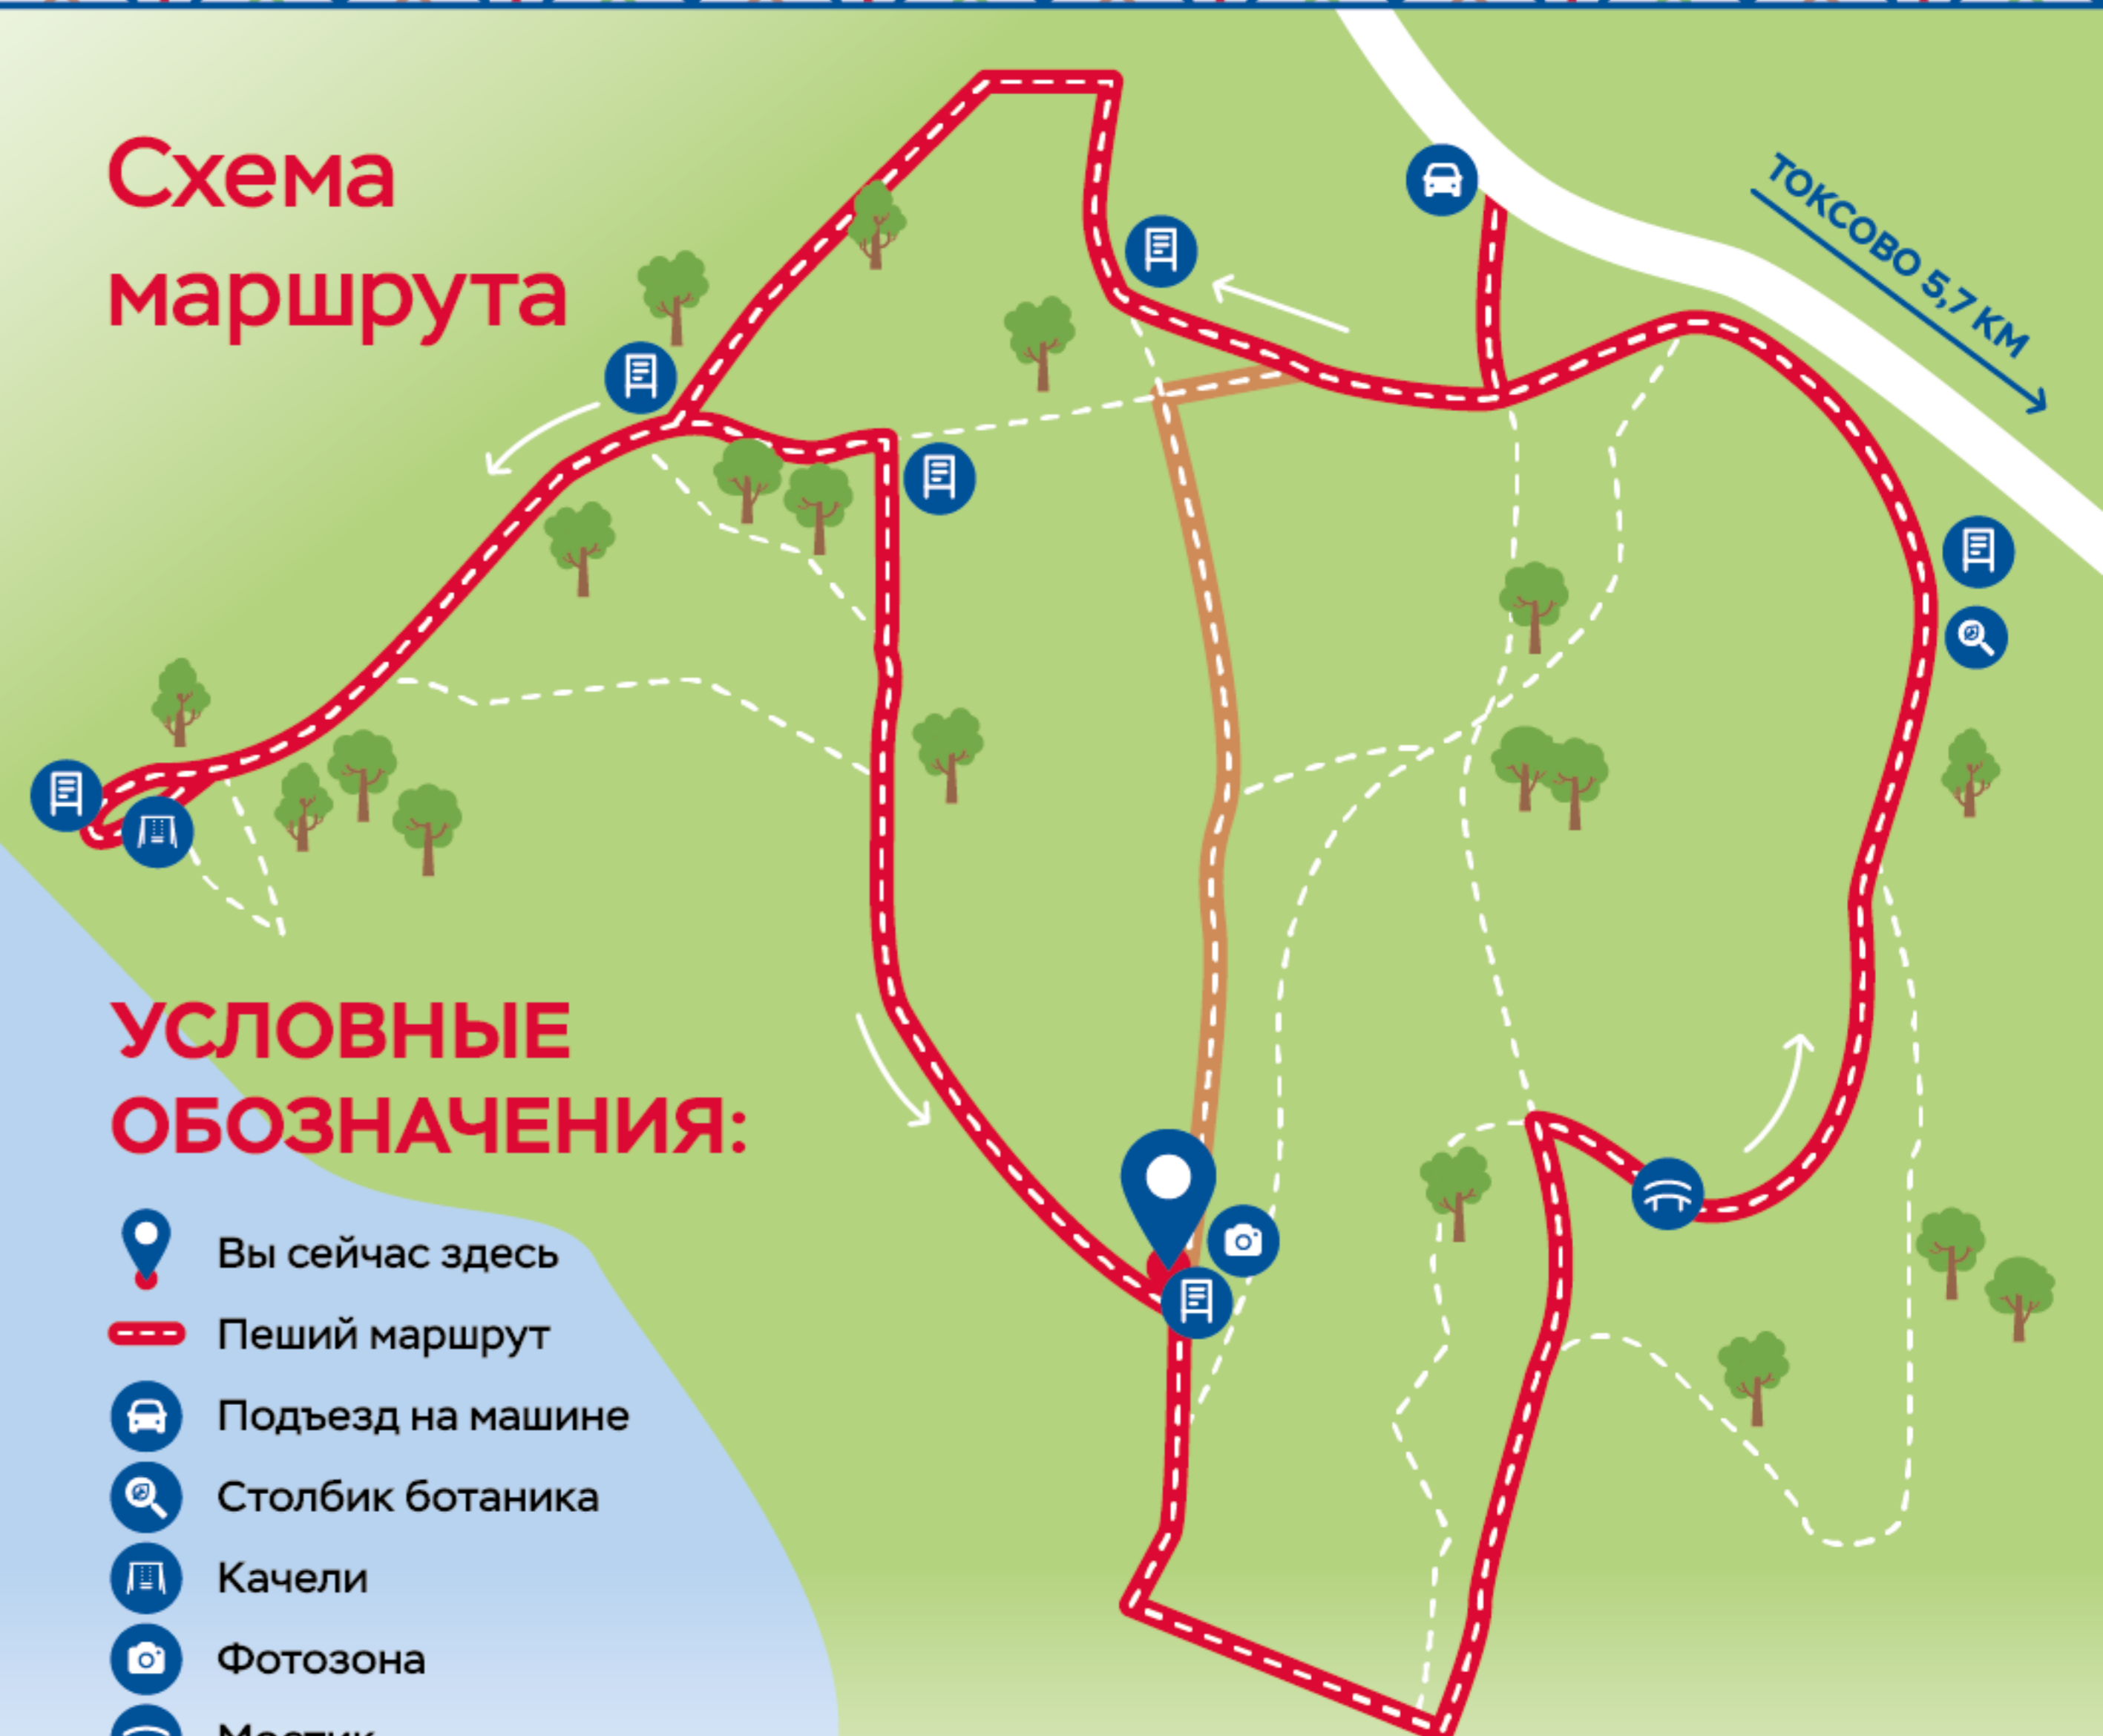 Схема
маршрута
ТОКСОВО 5,7 КМ
УСЛОВНЫЕ
ОБОЗНАЧЕНИЯ:
Вы сейчас здесь
Пеший маршрут
Подъезд на машине
Столбик ботаника
Качели
Фотозона
Мостик